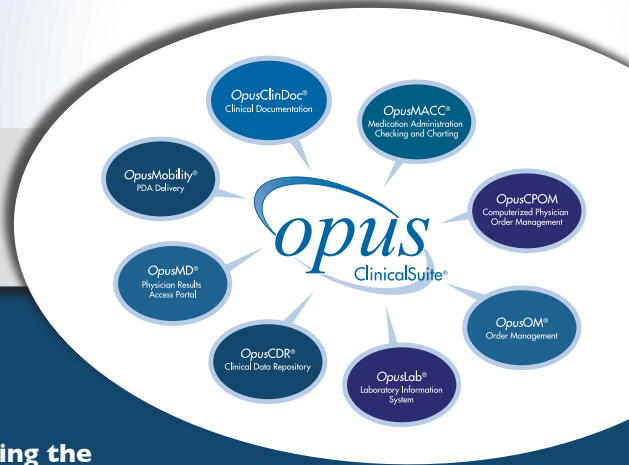 OpusClinDoc®
Clinical Documentation
OpusMACC®
Medication Administration
Checking and Charting
OpusMobility®
PDA Delivery
OpusCPOM
Computerized Physician
Order Management
opus
ClinicalSuite®
OpusMD®
Physician Results
Access Portal
OpusOM®
Order Management
OpusCDR®
Clinical Data Repository
OpusLab®
Laboratory Information
System
ing the